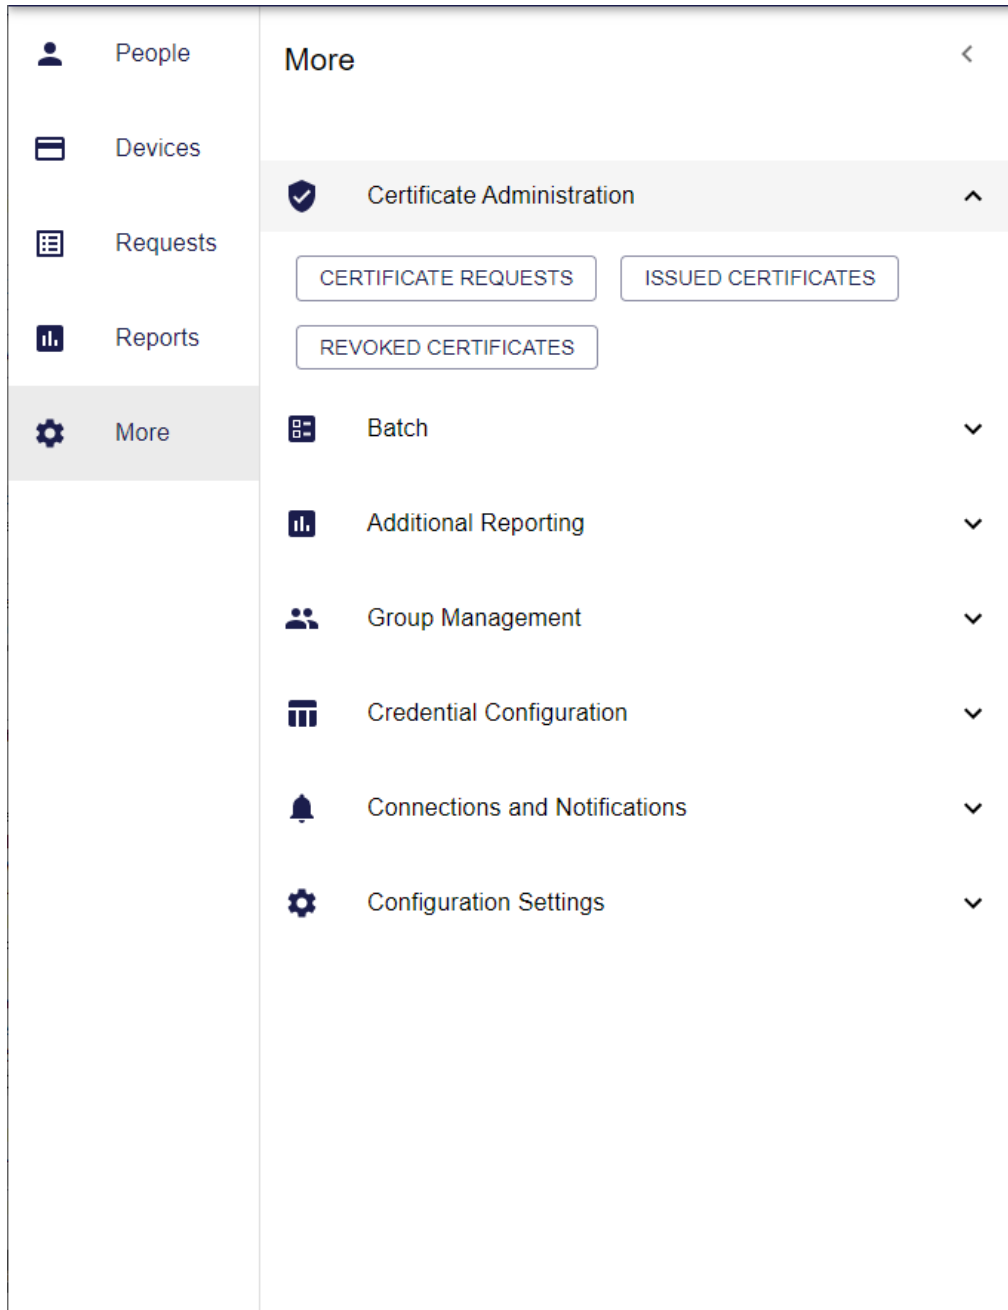 People
Devices
Requests
Reports
More
More
Certificate Administration
CERTIFICATE REQUESTS
ISSUED CERTIFICATES
REVOKED CERTIFICATES
Batch
Additional Reporting
Group Management
Credential Configuration
Connections and Notifications
Configuration Settings